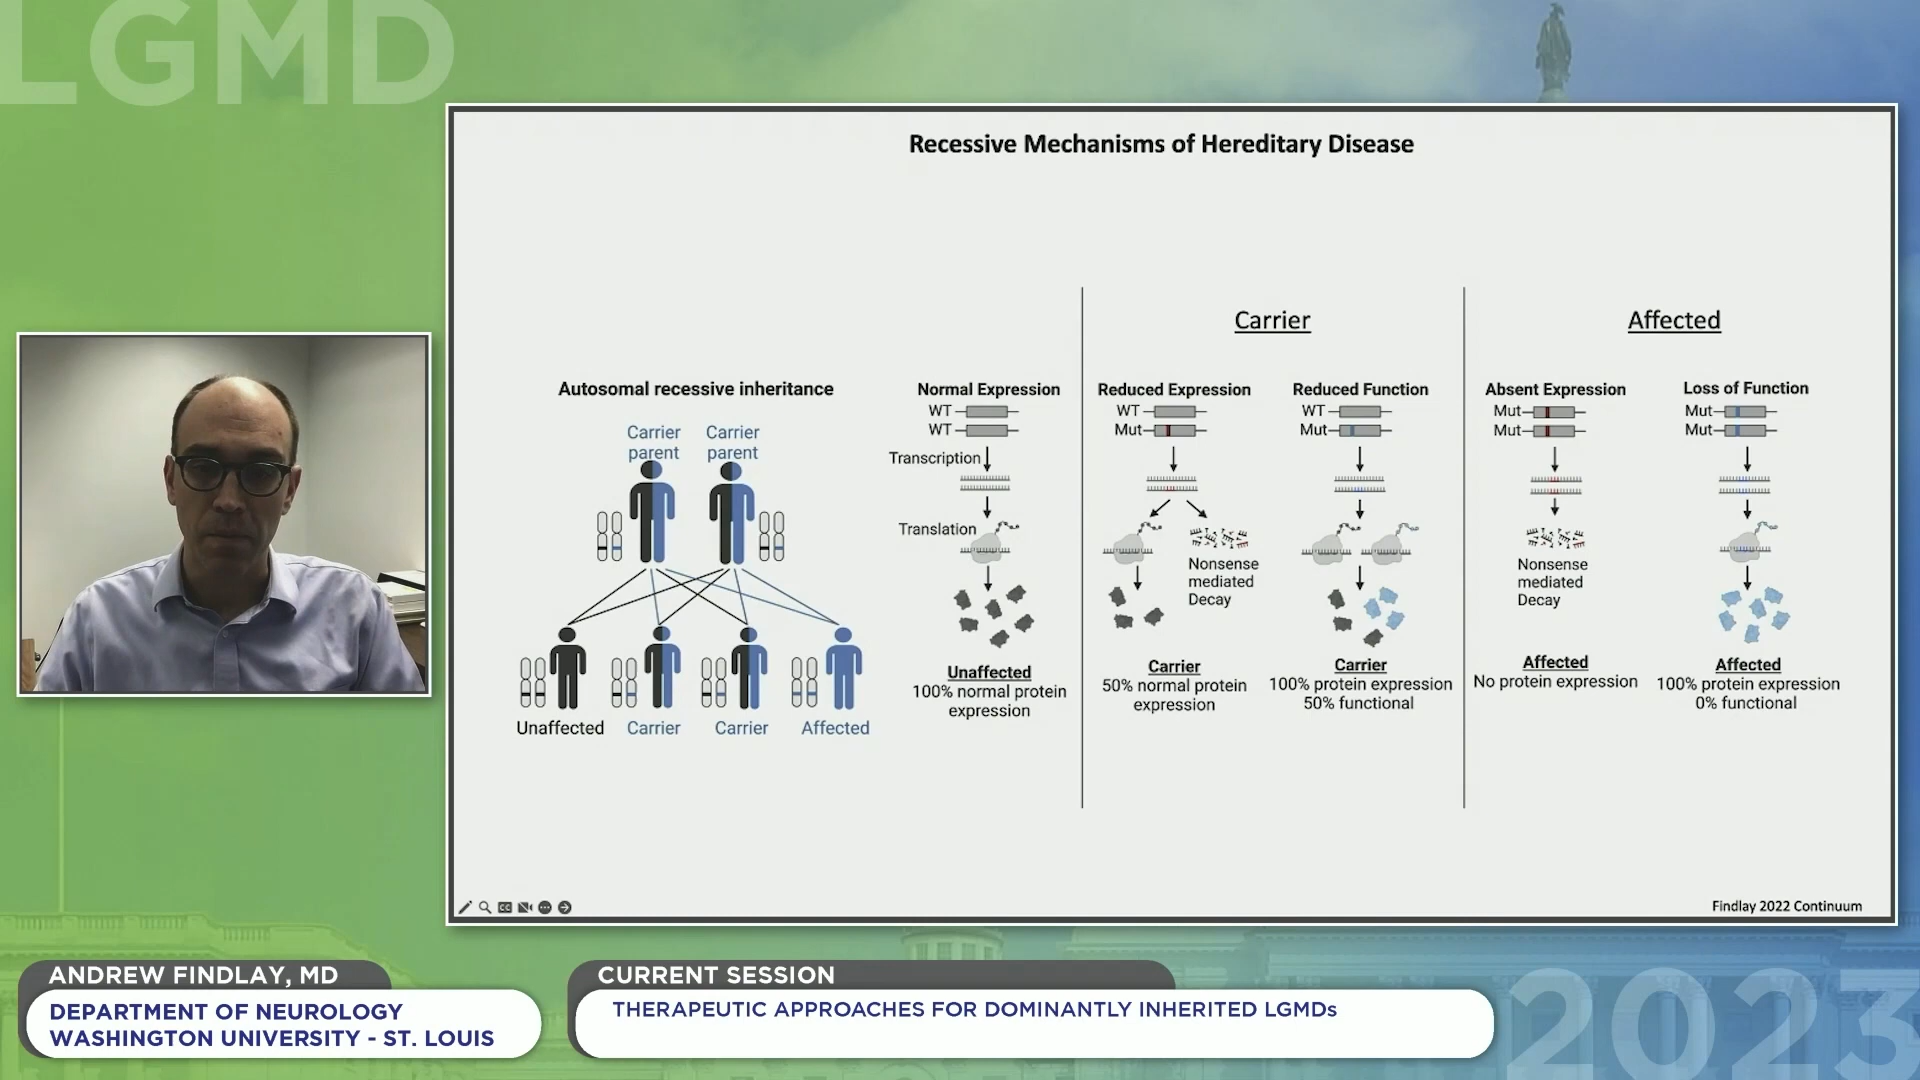 LGMD
Recessive Mechanisms of Hereditary Disease
Carrier
Affected
Autosomal recessive inheritance
Carrier
parent
Carrier
parent
Unaffected
Carrier
Carrier
Affected
Normal Expression
WT
WT
Transcription
Translation
Unaffected
100% normal protein
expression
Reduced Expression
WT
Mut
Nonsense
mediated
Decay
Carrier
50% normal protein
expression
Reduced Function
WT
Mut
Carrier
100% protein expression
50% functional
Absent Expression
Mut
Mut
Nonsense
mediated
Decay
Affected
No protein expression
Loss of Function
Mut
Mut
Affected
100% protein expression
0% functional
CC
Findlay 2022 Continuum
ANDREW FINDLAY, MD
DEPARTMENT OF NEUROLOGY
WASHINGTON UNIVERSITY - ST. LOUIS
CURRENT SESSION
THERAPEUTIC APPROACHES FOR DOMINANTLY INHERITED LGMDs
2023